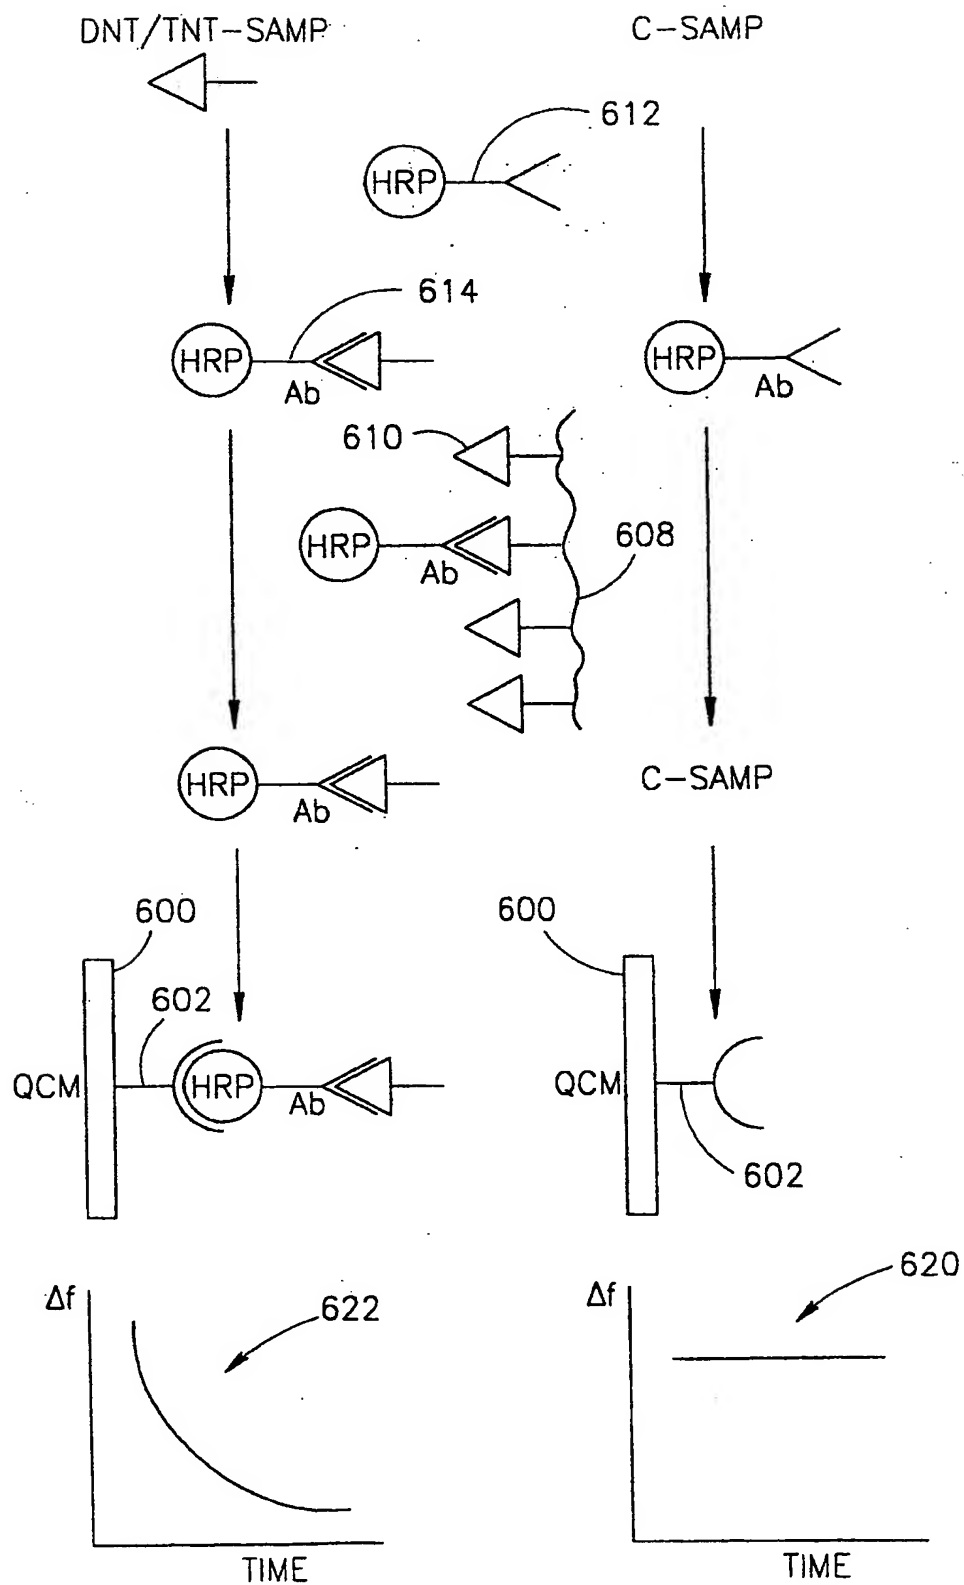 DNT/TNT-SAMP
C-SAMP
612
HRP
614
HRP
Ab
HRP
Ab
610
HRP
Ab
608
HRP
Ab
C-SAMP
600
600
602
QCM
HRP
Ab
QCM
602
Δf
622
Δf
620
TIME
TIME